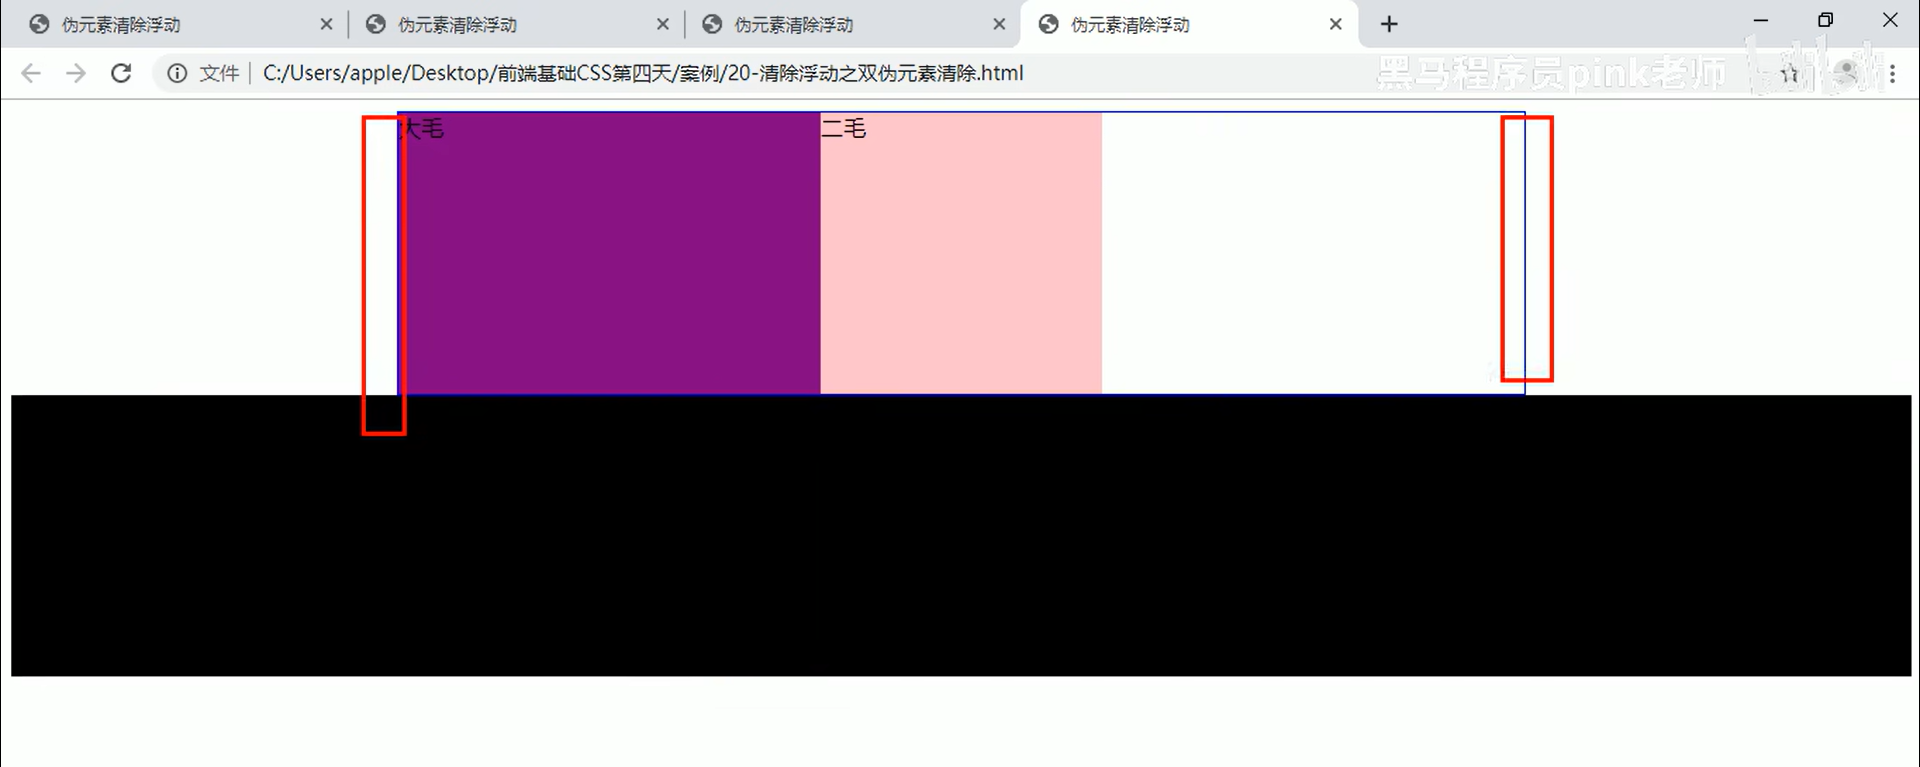 伪元素清除浮动
伪元素清除浮动
伪元素清除浮动
伪元素清除浮动
文件
C:/Users/apple/Desktop/前端基础CSS第四天/案例/20-清除浮动之双伪元素清除.html
黑马程序员pink老师
bilibili
大毛
二毛